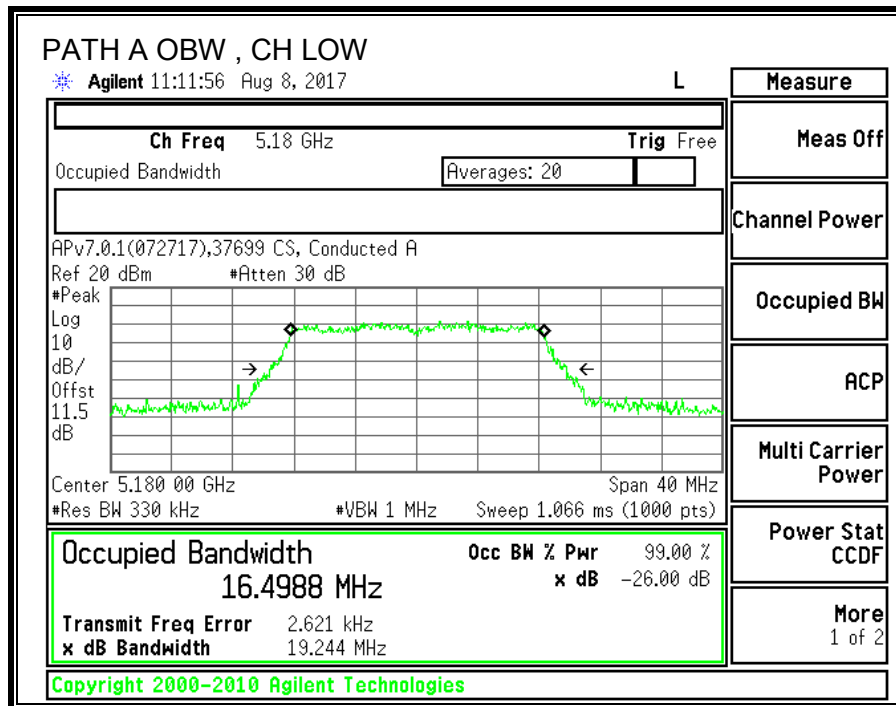 PATH A OBW , CH LOW
Agilent 11:11:56 Aug 8, 2017 L
Measure
Ch Freq 5.18 GHz Trig Free
Meas Off
Occupied Bandwidth Averages: 20
Channel Power
APv7.0.1(072717),37699 CS, Conducted A
Ref 20 dBm #Atten 30 dB
#Peak
Log
10
dB/
Offst
11.5
dB
Occupied BW
ACP
Multi Carrier
Power
Center 5.180 00 GHz Span 40 MHz
#Res BW 330 kHz #VBW 1 MHz Sweep 1.066 ms (1000 pts)
Power Stat
CCDF
Occupied Bandwidth Occ BW % Pwr 99.00 %
16.4988 MHz x dB -26.00 dB
Transmit Freq Error 2.621 kHz
x dB Bandwidth 19.244 MHz
More
1 of 2
Copyright 2000-2010 Agilent Technologies